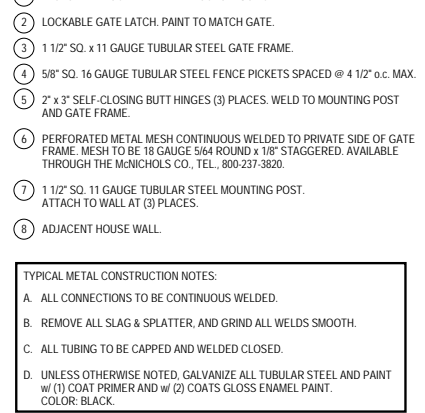 2 LOCKABLE GATE LATCH. PAINT TO MATCH GATE.
3 1 1/2" SQ. x 11 GAUGE TUBULAR STEEL GATE FRAME.
4 5/8" SQ. 16 GAUGE TUBULAR STEEL FENCE PICKETS SPACED @ 4 1/2" o.c. MAX.
5 2" x 3" SELF-CLOSING BUTT HINGES (3) PLACES. WELD TO MOUNTING POST
AND GATE FRAME.
6 PERFORATED METAL MESH CONTINUOUS WELDED TO PRIVATE SIDE OF GATE
FRAME. MESH TO BE 18 GAUGE 5/64 ROUND x 1/8" STAGGERED. AVAILABLE
THROUGH THE McNICHOLS CO., TEL., 800-237-3820.
7 1 1/2" SQ. 11 GAUGE TUBULAR STEEL MOUNTING POST.
ATTACH TO WALL AT (3) PLACES.
8 ADJACENT HOUSE WALL.
TYPICAL METAL CONSTRUCTION NOTES:
A. ALL CONNECTIONS TO BE CONTINUOUS WELDED.
B. REMOVE ALL SLAG & SPLATTER, AND GRIND ALL WELDS SMOOTH.
C. ALL TUBING TO BE CAPPED AND WELDED CLOSED.
D. UNLESS OTHERWISE NOTED, GALVANIZE ALL TUBULAR STEEL AND PAINT
w/ (1) COAT PRIMER AND w/ (2) COATS GLOSS ENAMEL PAINT.
COLOR: BLACK.